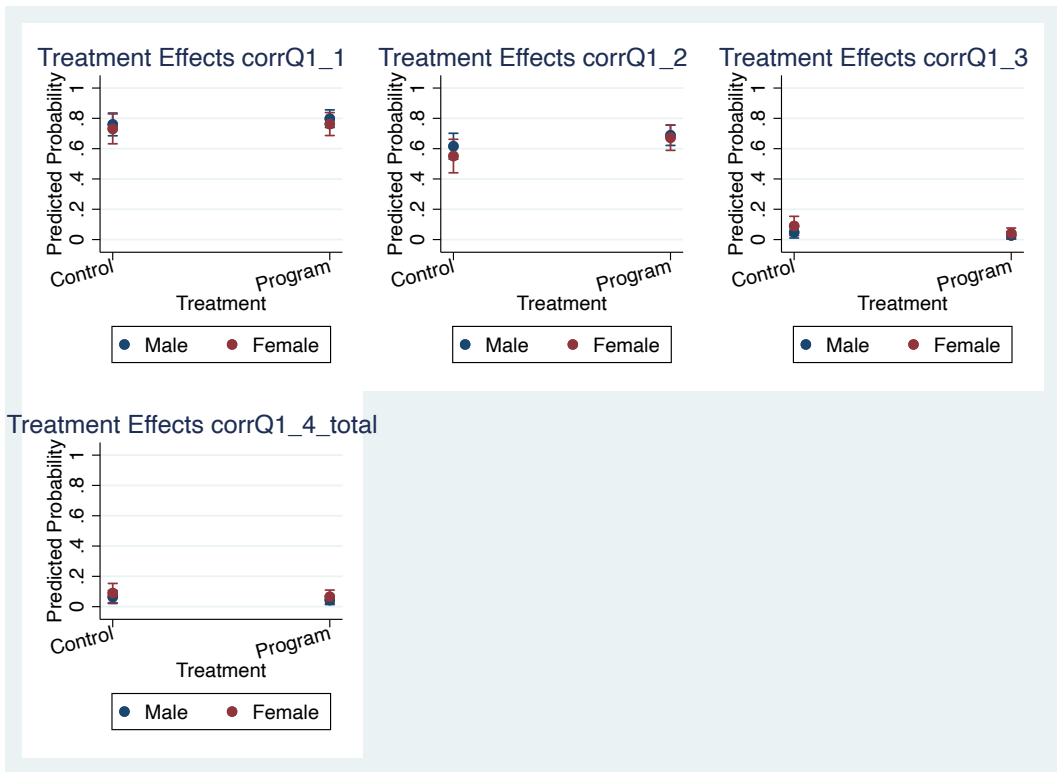 Treatment Effects corrQ1_1
Predicted Probability
0 .2 .4 .6 .8 1
Control Program
Treatment
Male Female
Treatment Effects corrQ1_2
Predicted Probability
0 .2 .4 .6 .8 1
Control Program
Treatment
Male Female
Treatment Effects corrQ1_3
Predicted Probability
0 .2 .4 .6 .8 1
Control Program
Treatment
Male Female
Treatment Effects corrQ1_4_total
Predicted Probability
0 .2 .4 .6 .8 1
Control Program
Treatment
Male Female